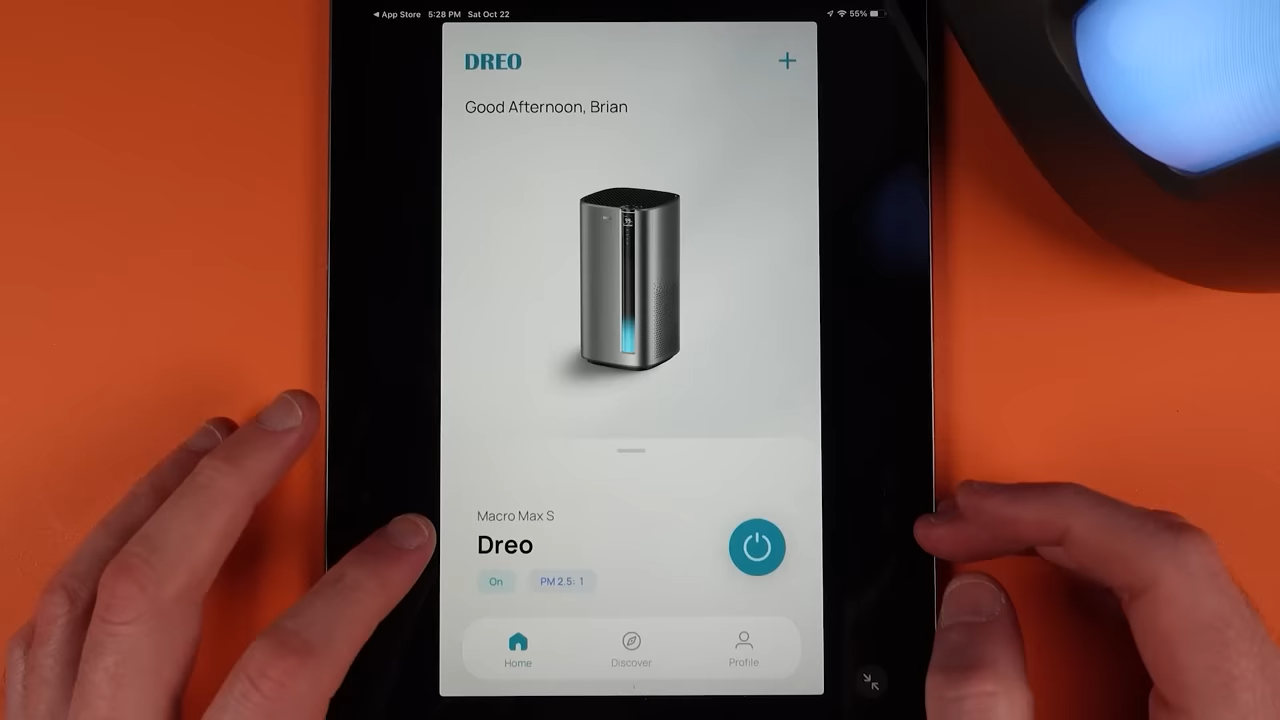 ◀ App Store 5:28 PM Sat Oct 22 55%
DREO
Good Afternoon, Brian
Macro Max S
Dreo
On PM 2.5: 1
Home Discover Profile